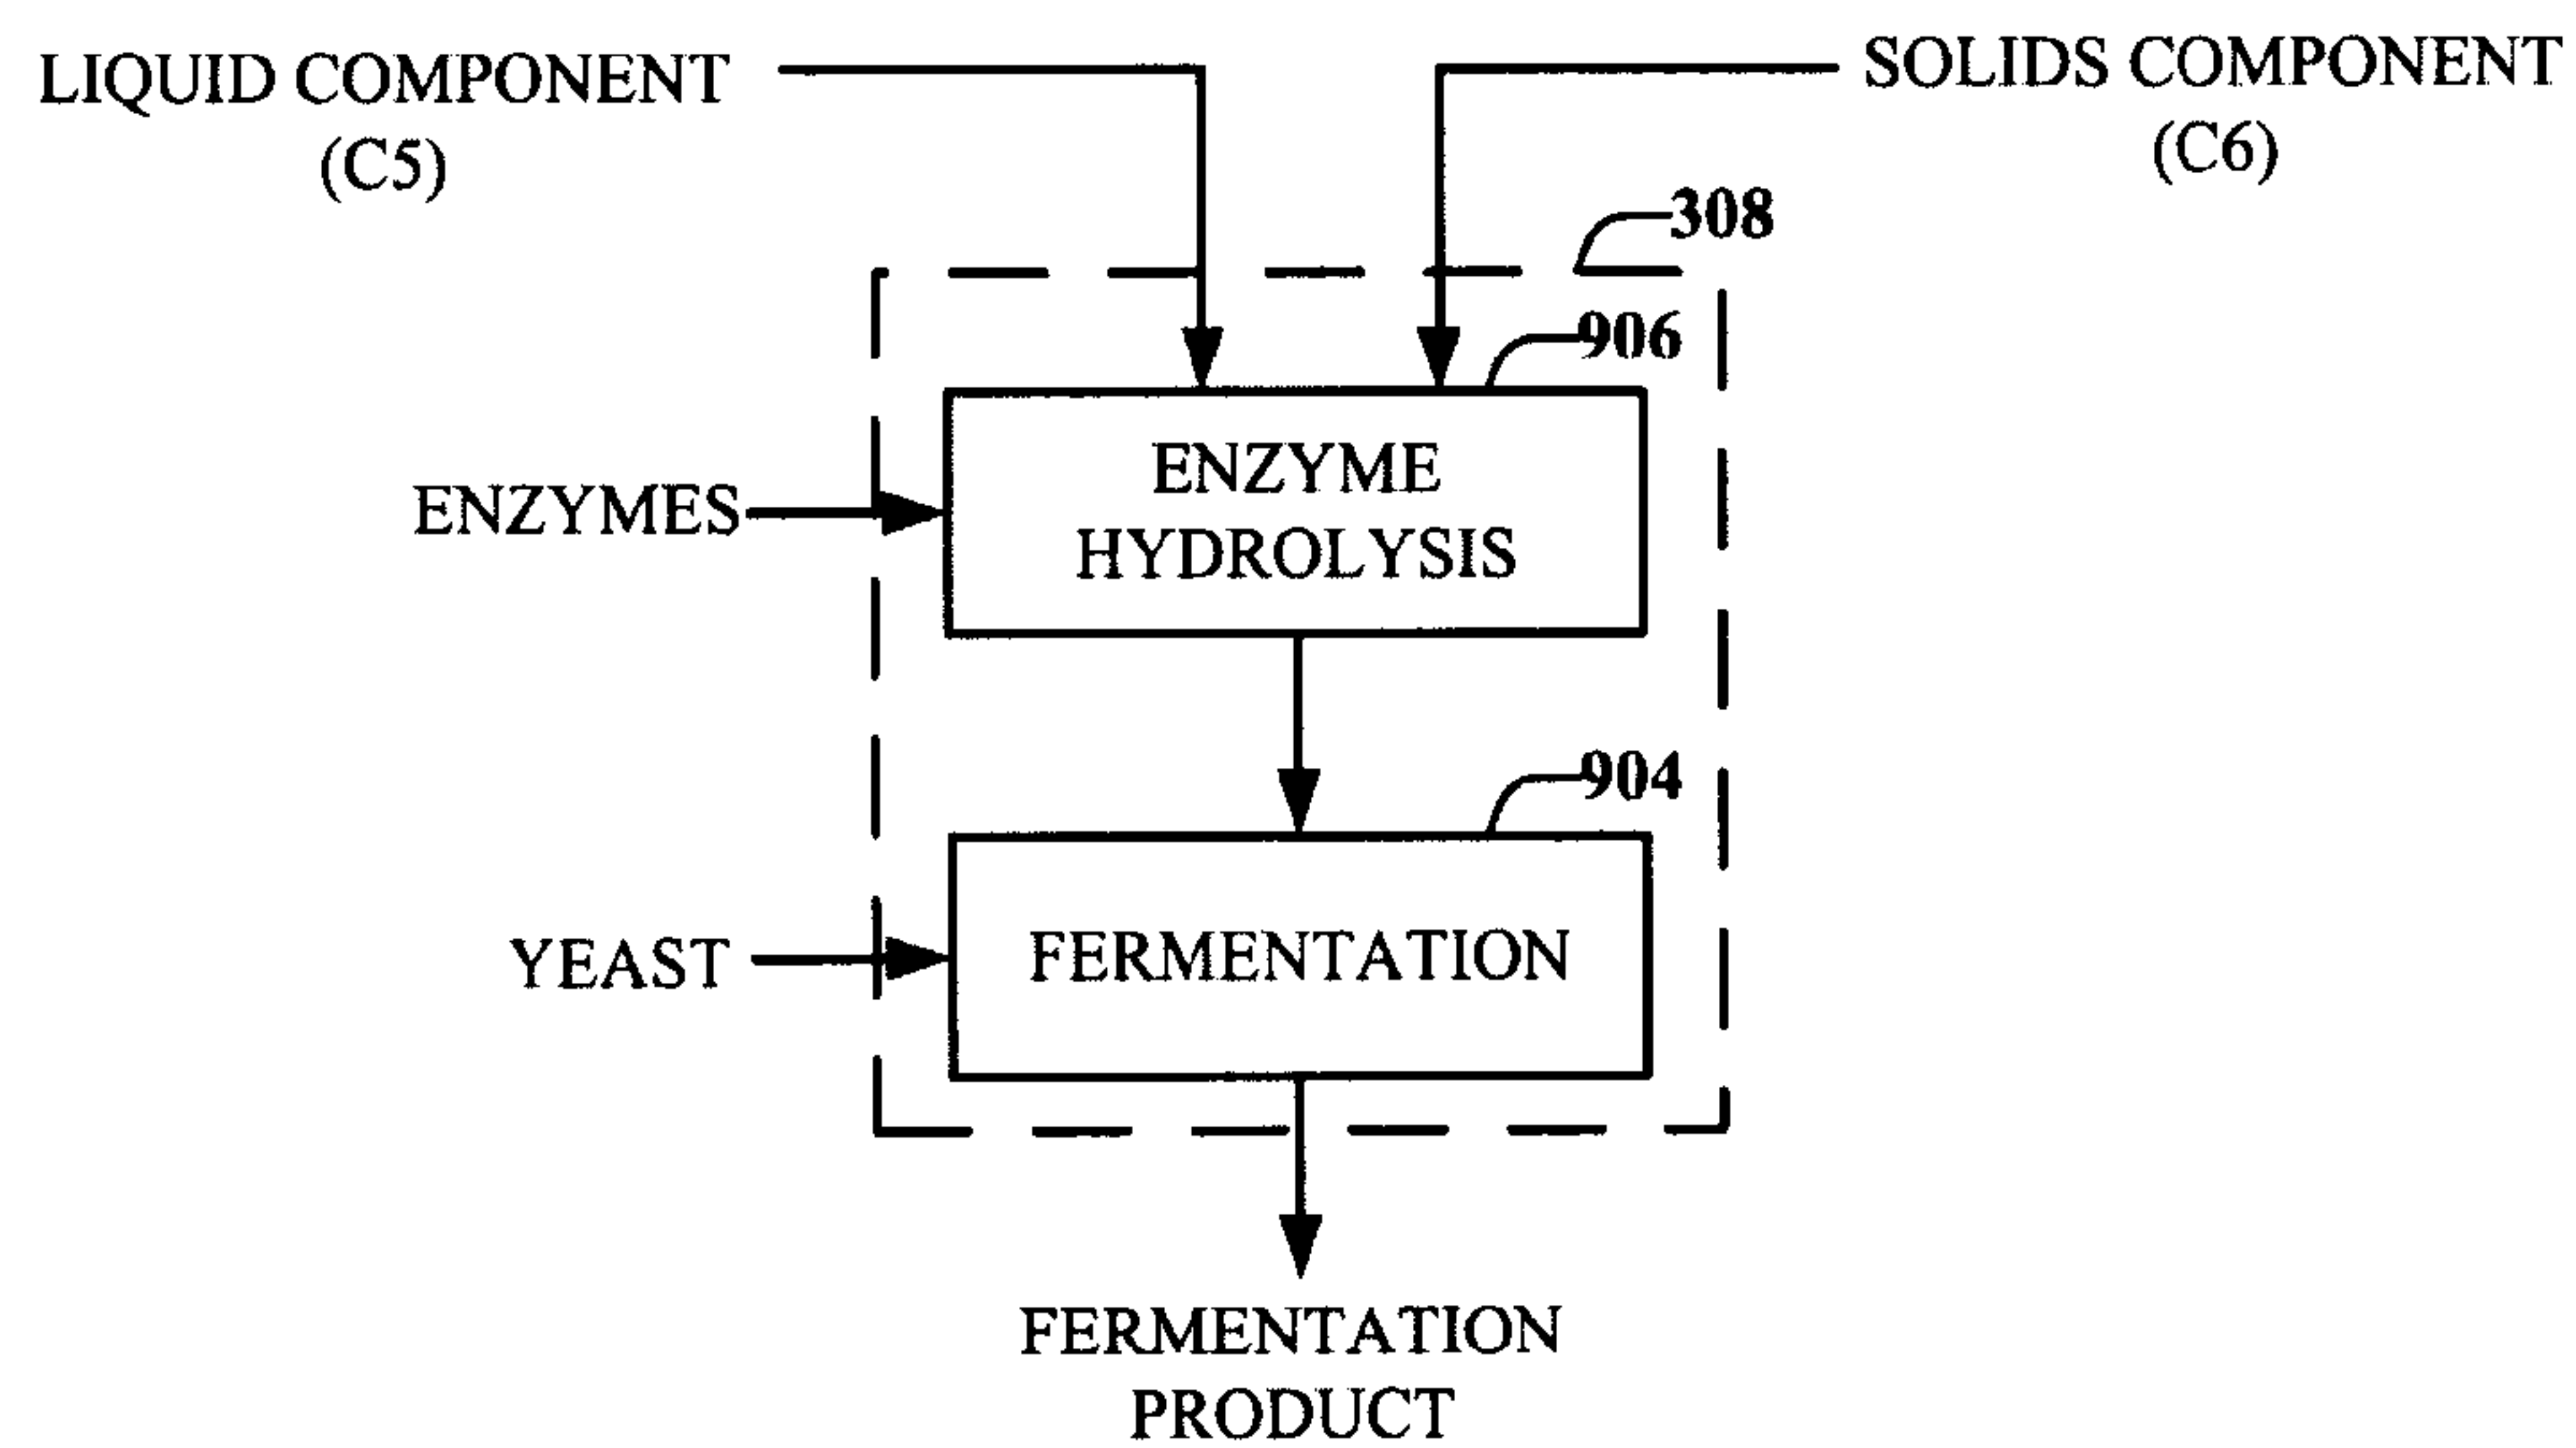 LIQUID COMPONENT
(C5)
SOLIDS COMPONENT
(C6)
308
906
ENZYMES
ENZYME
HYDROLYSIS
904
YEAST
FERMENTATION
FERMENTATION
PRODUCT